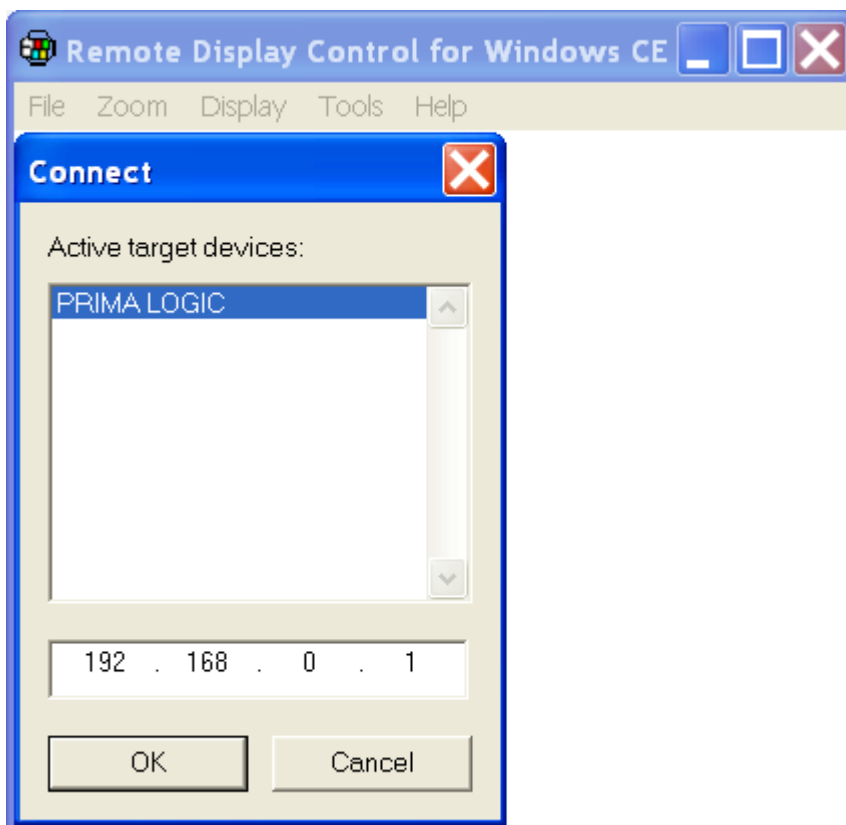 Remote Display Control for Windows CE
File Zoom Display Tools Help
Connect
Active target devices:
PRIMA LOGIC
192 . 168 . 0 . 1
OK Cancel